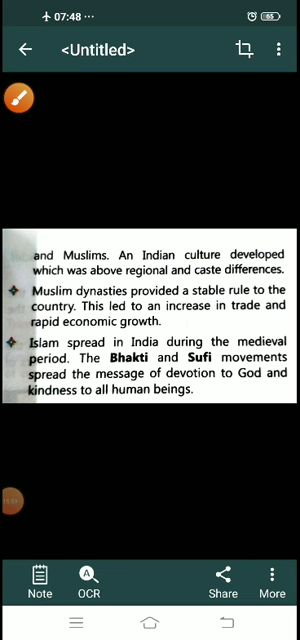 07:48 ...
65
<Untitled>
and Muslims. An Indian culture developed
which was above regional and caste differences.
Muslim dynasties provided a stable rule to the
country. This led to an increase in trade and
rapid economic growth.
Islam spread in India during the medieval
period. The Bhakti and Sufi movements
spread the message of devotion to God and
kindness to all human beings.
A
Note OCR Share More